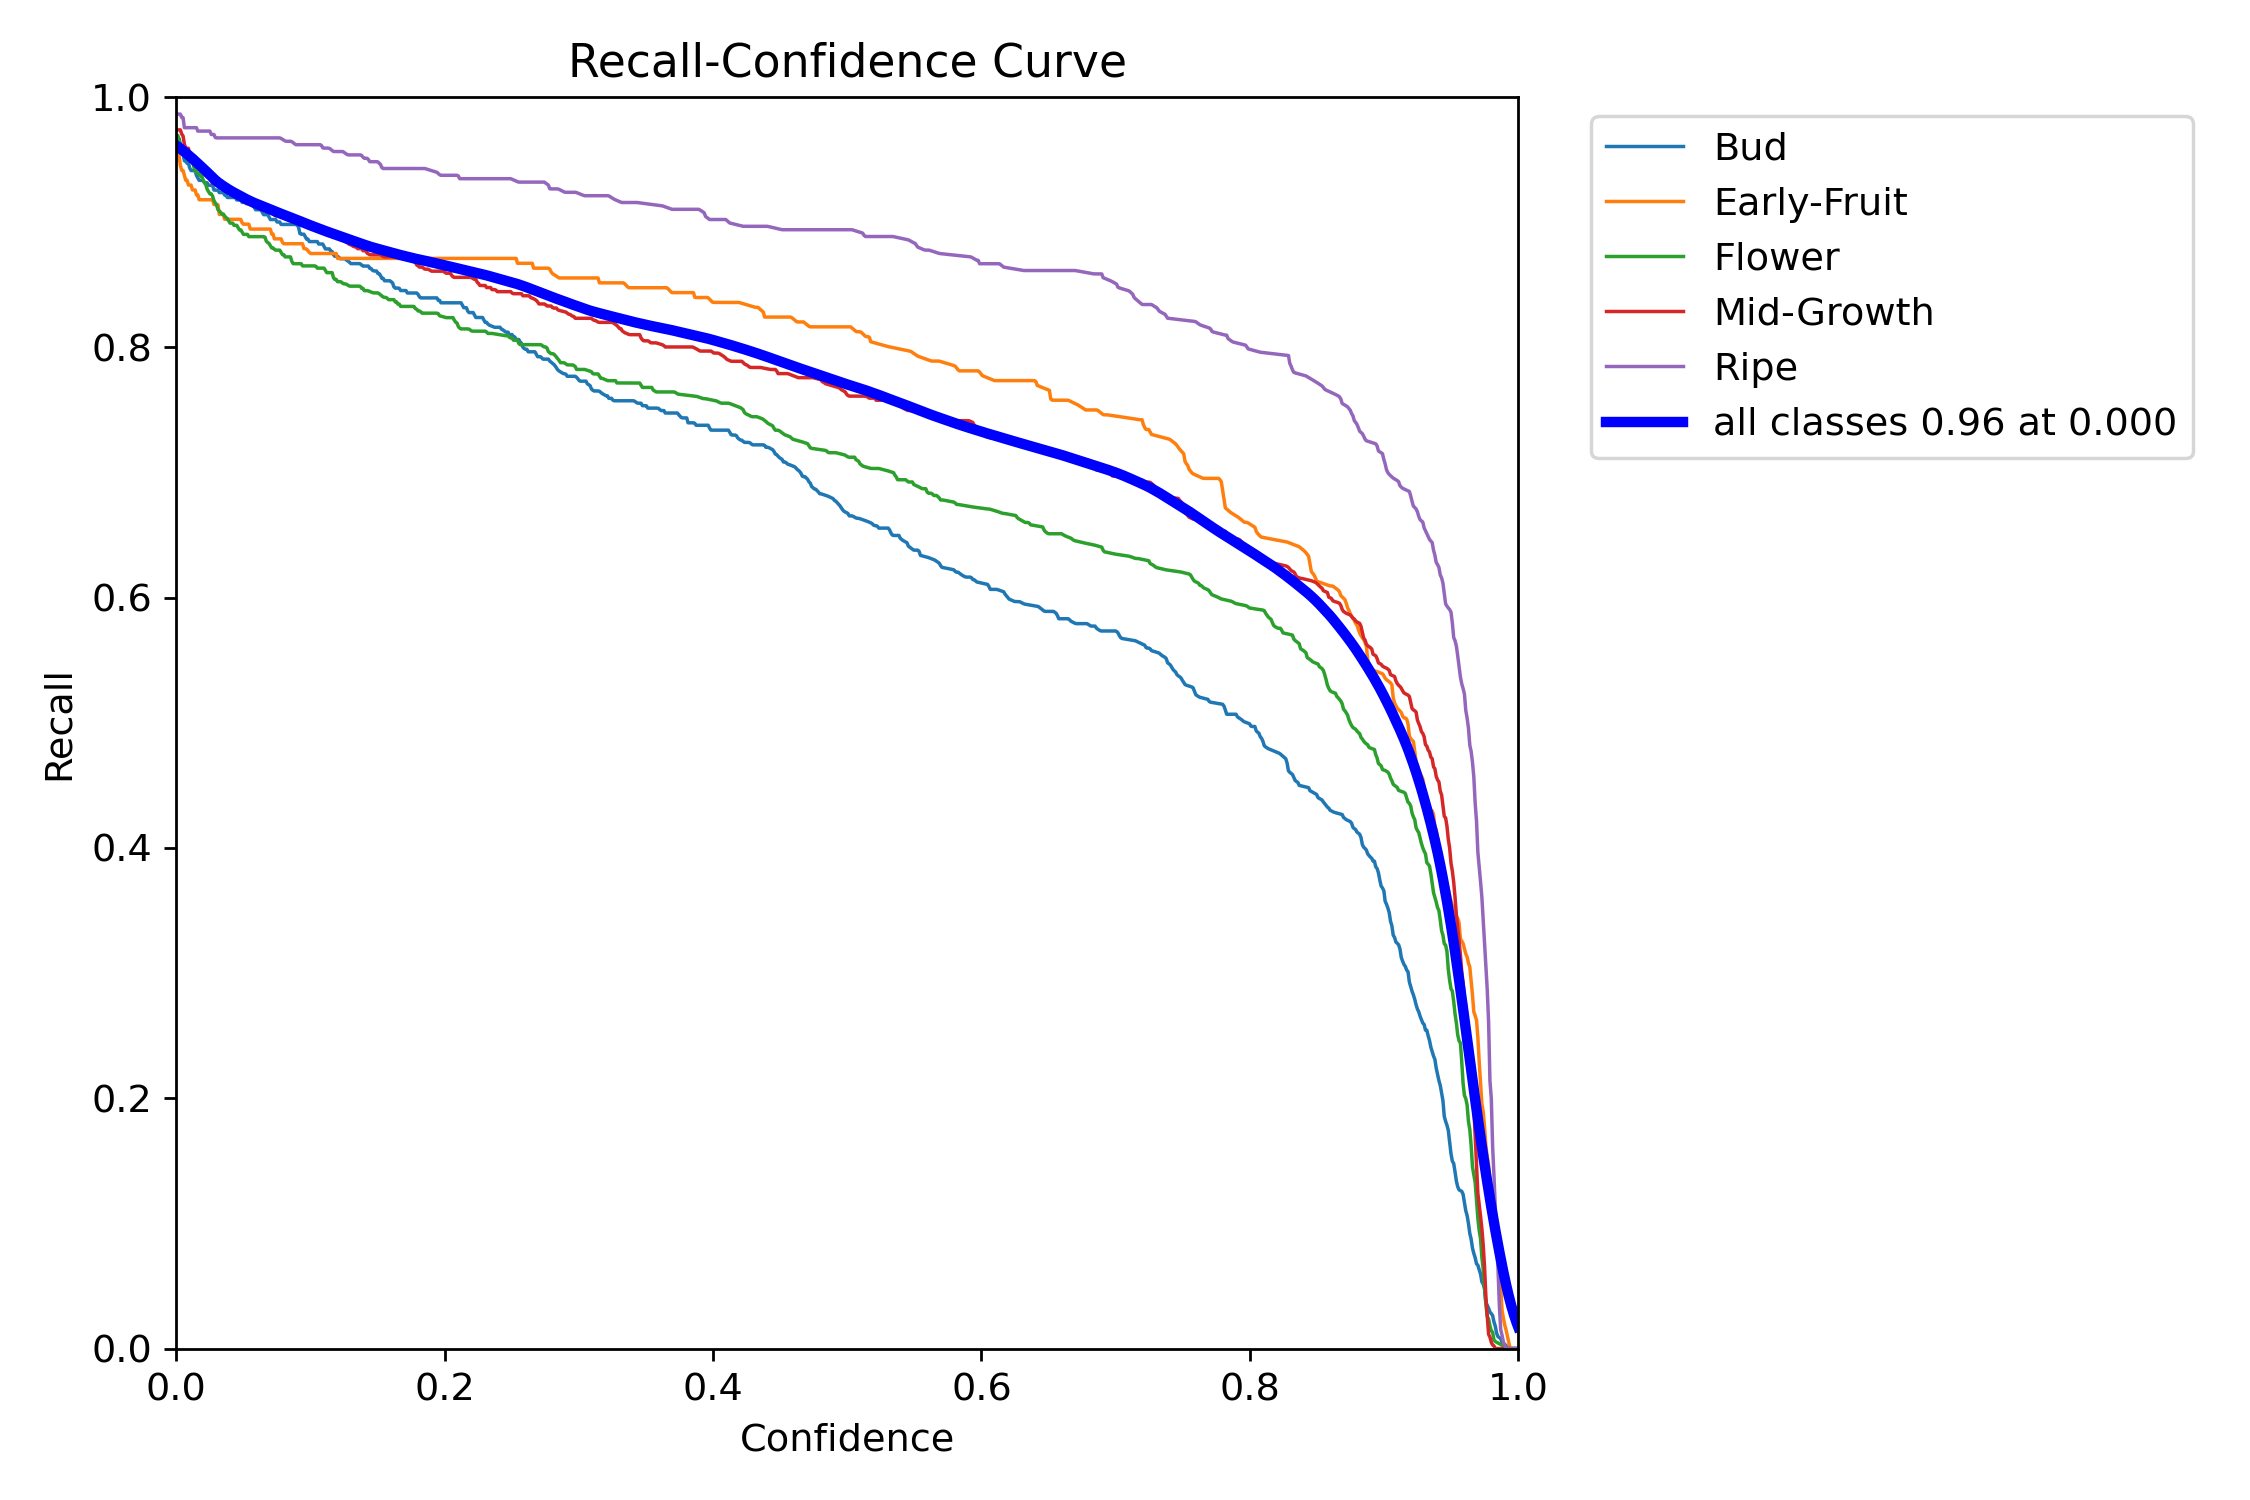 Recall-Confidence Curve
1.0
0.8
0.6
0.4
0.2
0.0
Recall
0.0 0.2 0.4 0.6 0.8 1.0
Confidence
Bud
Early-Fruit
Flower
Mid-Growth
Ripe
all classes 0.96 at 0.000